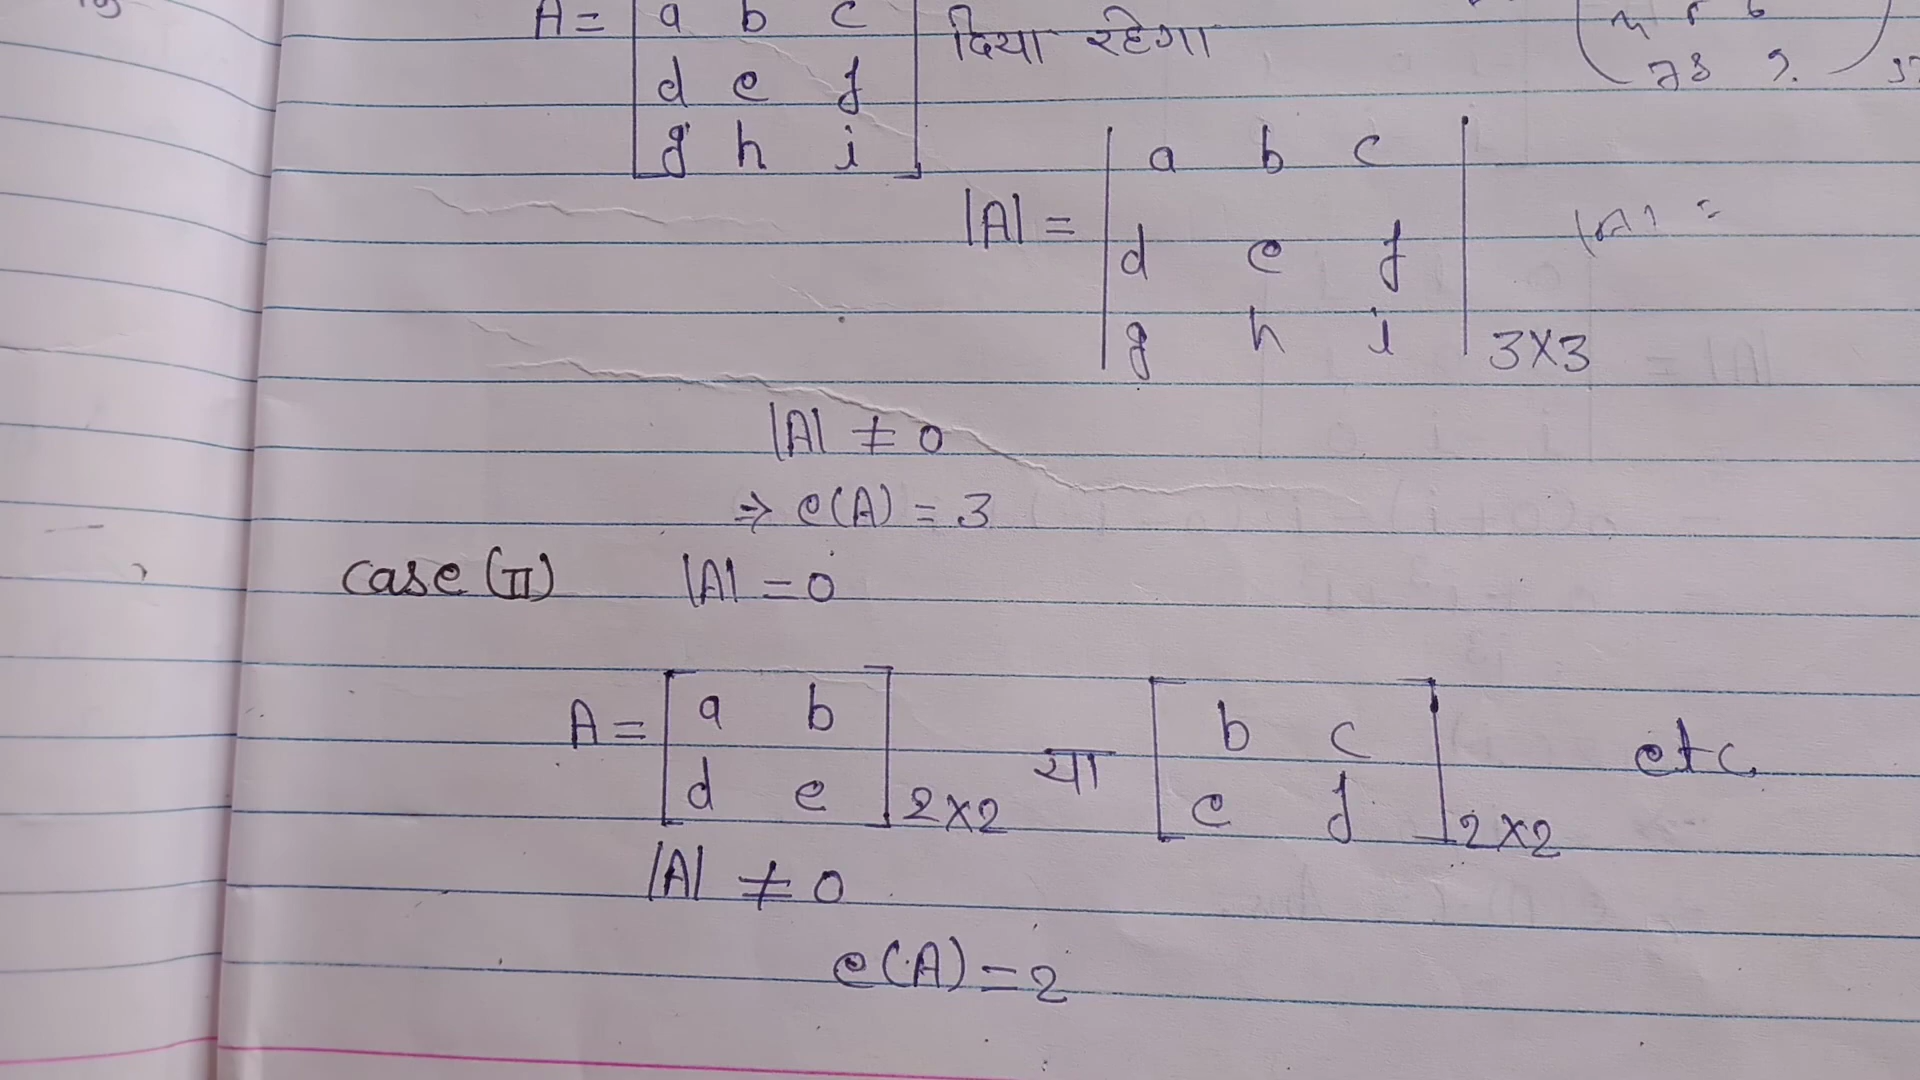 A = [ a b c दिया रहेगा
d e f
g h i ]
|A| = | a b c
d e f
g h i | 3×3
|A| ≠ 0
⇒ e(A) = 3
case (II) |A| = 0
A = [ a b या [ b c etc
d e ] 2×2 e f ] 2×2
|A| ≠ 0
e(A) = 2